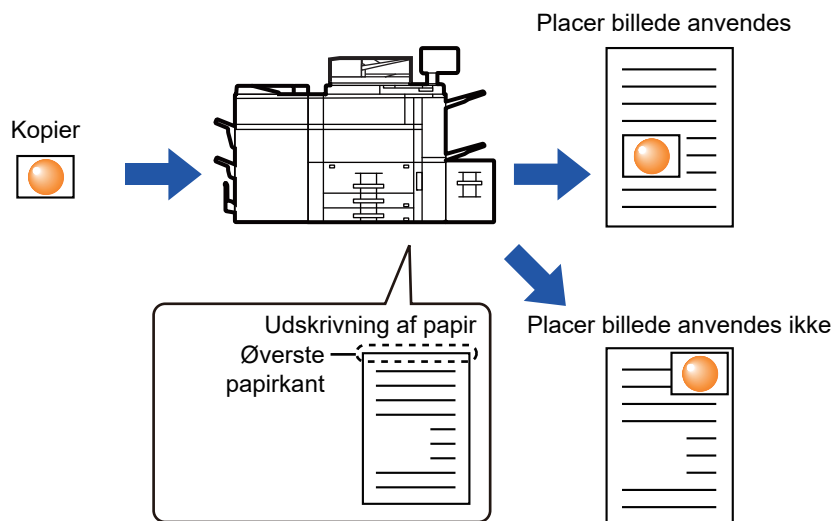 Placer billede anvendes
Kopier
Udskrivning af papir
Øverste
papirkant
Placer billede anvendes ikke